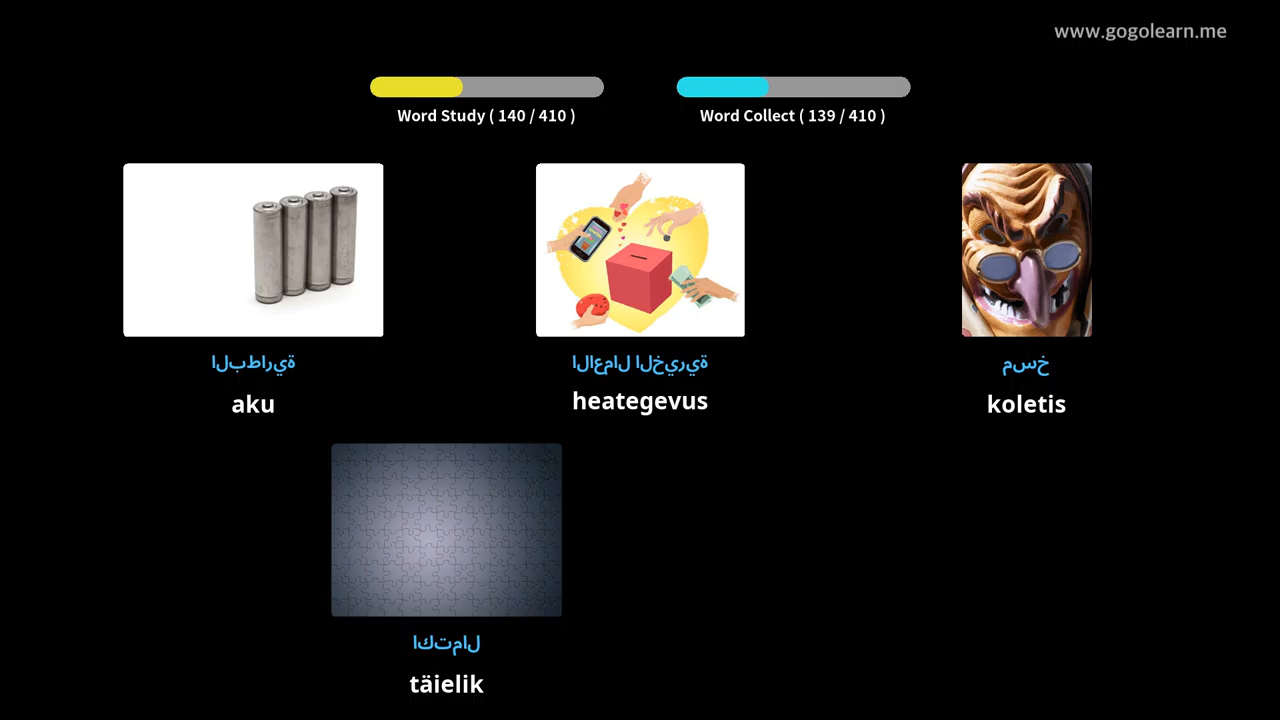 www.gogolearn.me
Word Study ( 140 / 410 )
Word Collect ( 139 / 410 )
البطارية
aku
الاعمال الخيرية
heategevus
مسخ
koletis
اكتمال
täielik